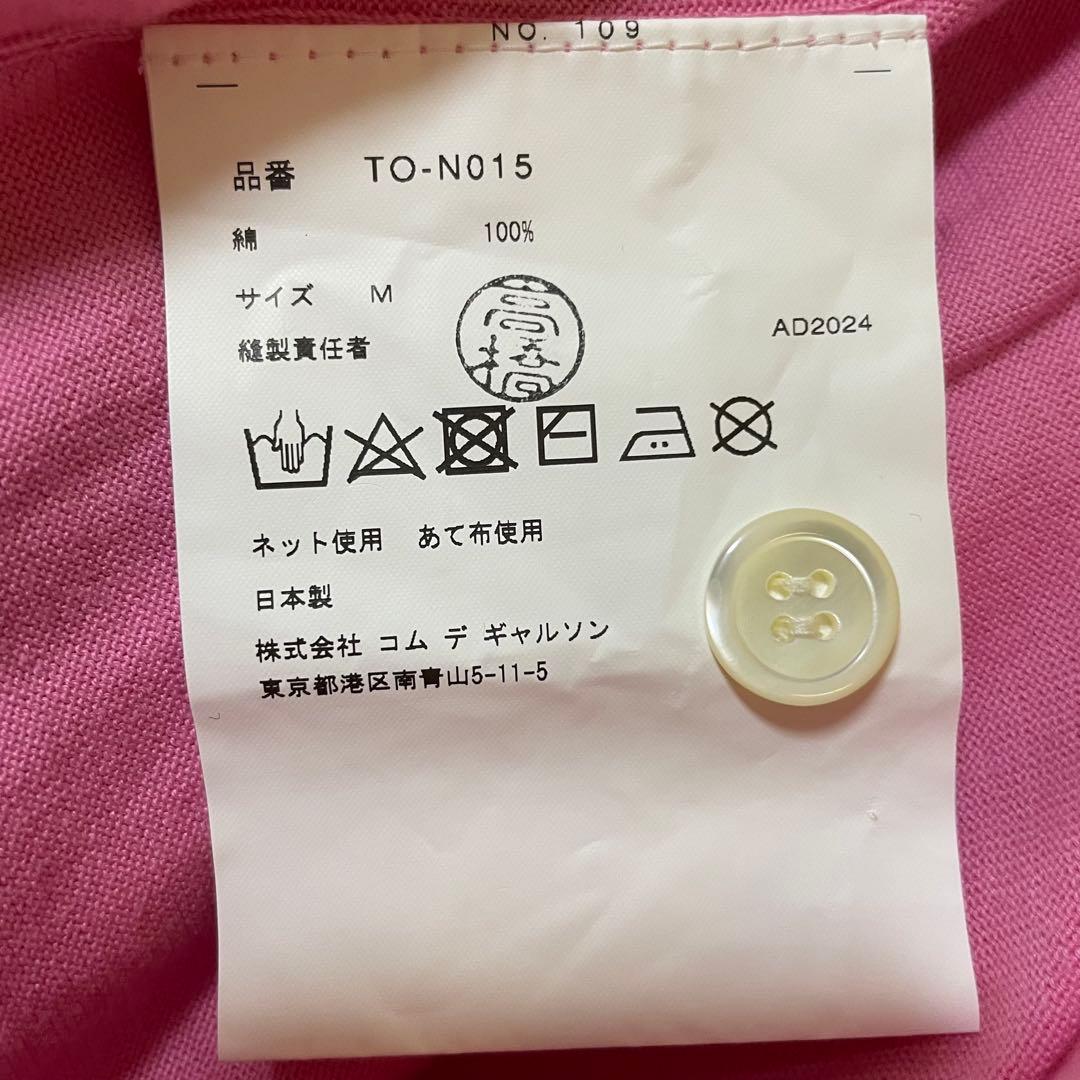 NO. 109
品番 TO-N015
綿 100%
サイズ M
高橋
AD2024
縫製責任者
ネット使用 あて布使用
日本製
株式会社 コム デ ギャルソン
東京都港区南青山5-11-5